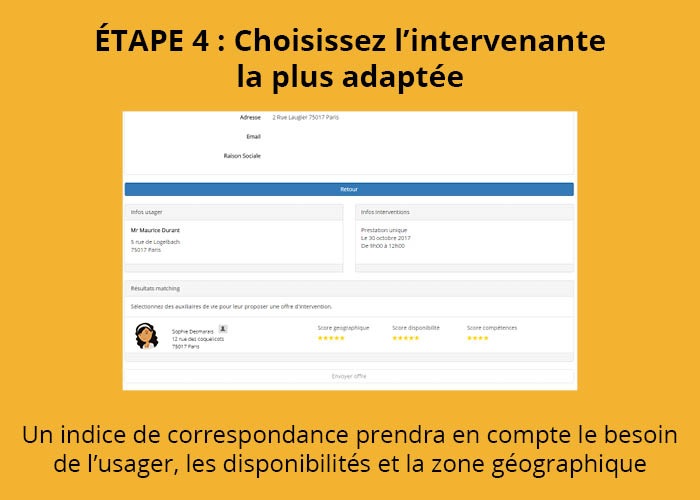 ÉTAPE 4 : Choisissez l’intervenante
la plus adaptée
Adresse 2 Rue Laugier 75017 Paris
Email
Raison Sociale
Retour
Infos usager
Mr Maurice Durant
5 rue de Logelbach
75017 Paris
Infos interventions
Prestation unique
Le 30 octobre 2017
De 9h00 à 12h00
Résultats matching
Sélectionnez des auxiliaires de vie pour leur proposer une offre d'intervention.
Sophie Desmarais
12 rue des coquelicots
75017 Paris
Score géographique
Score disponibilité
Score compétences
Envoyer offre
Un indice de correspondance prendra en compte le besoin
de l’usager, les disponibilités et la zone géographique